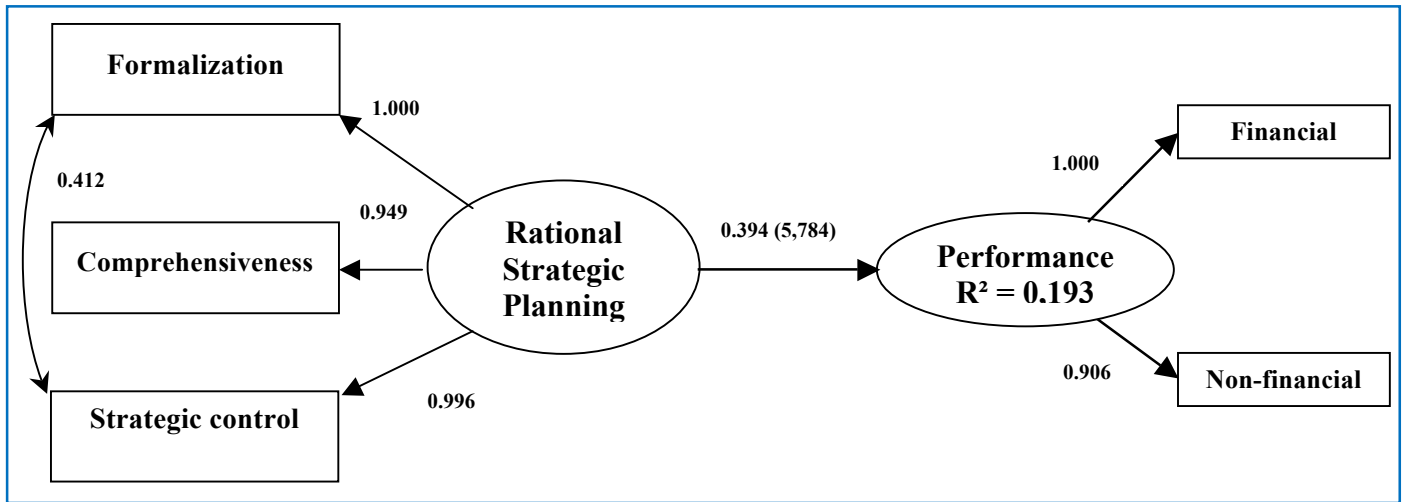 Formalization
1.000
0.412
0.949
Comprehensiveness
Strategic control
0.996
Rational
Strategic
Planning
0.394 (5,784)
Performance
R² = 0,193
1.000
Financial
0.906
Non-financial